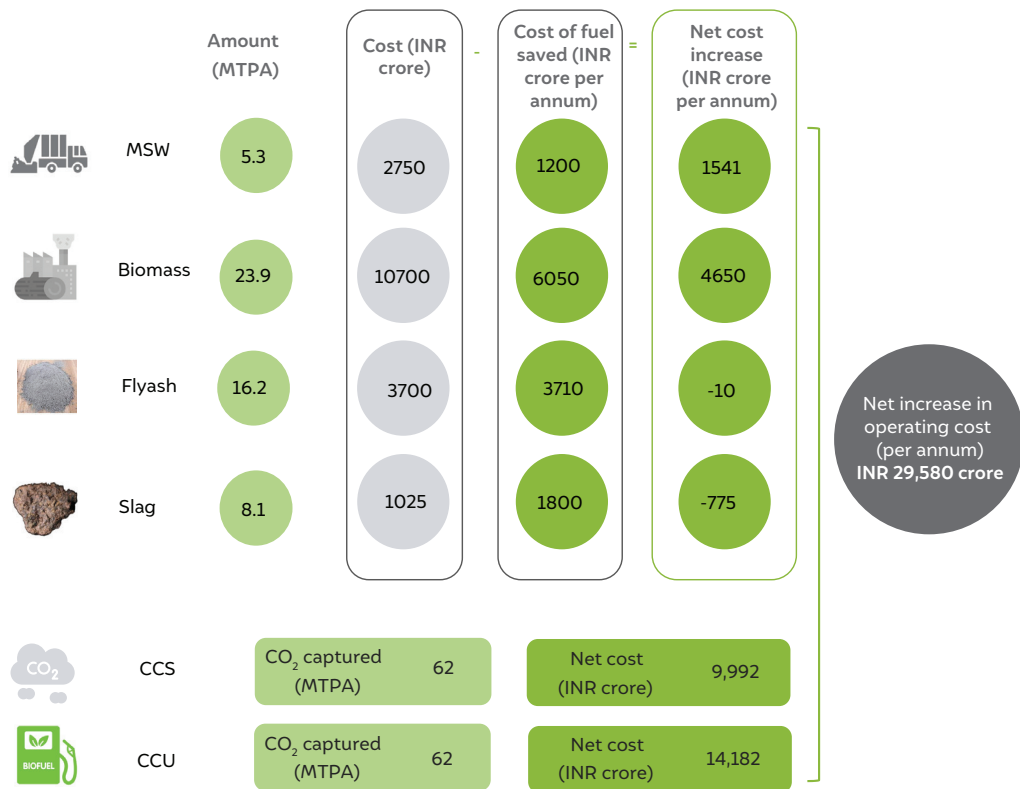 Amount
(MTPA)
Cost (INR
crore)
-
Cost of fuel
saved (INR
crore per
annum)
=
Net cost
increase
(INR crore
per annum)
MSW
5.3
2750
1200
1541
Biomass
23.9
10700
6050
4650
Flyash
16.2
3700
3710
-10
Slag
8.1
1025
1800
-775
Net increase in
operating cost
(per annum)
INR 29,580 crore
CO₂
CCS
CO₂ captured
(MTPA)
62
Net cost
(INR crore)
9,992
BIOFUEL
CCU
CO₂ captured
(MTPA)
62
Net cost
(INR crore)
14,182